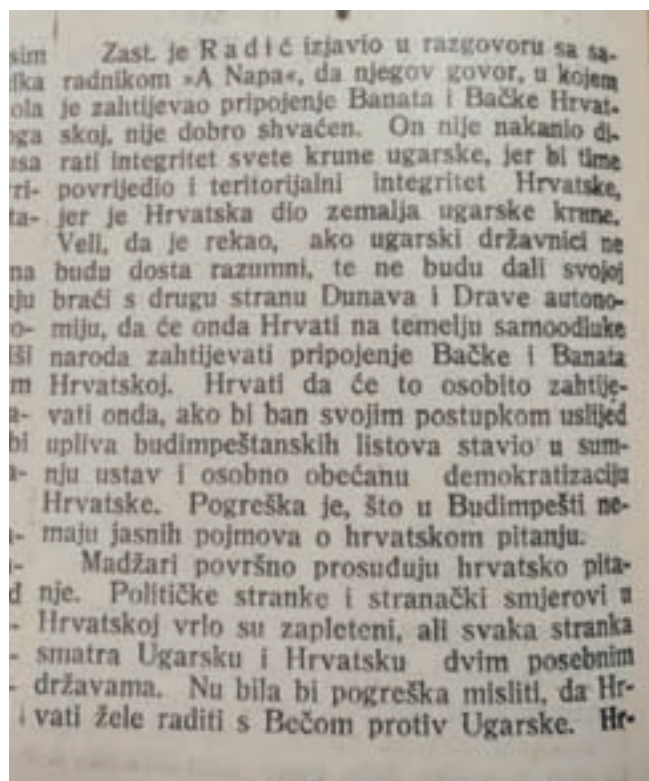 Zast. je Radić izjavio u razgovoru sa sa-
radnikom »A Napa«, da njegov govor, u kojem
je zahtijevao pripojenje Banata i Bačke Hrvat-
skoj, nije dobro shvaćen. On nije nakanio di-
rati integritet svete krune ugarske, jer bi time
povrijedio i teritorijalni integritet Hrvatske,
jer je Hrvatska dio zemalja ugarske krune.
Veli, da je rekao, ako ugarski državnici ne
budu dosta razumni, te ne budu dali svojoj
braći s drugu stranu Dunava i Drave autono-
miju, da će onda Hrvati na temelju samoodluke
naroda zahtijevati pripojenje Bačke i Banata
Hrvatskoj. Hrvati da će to osobito zahtije-
vati onda, ako bi ban svojim postupkom uslijed
upliva budimpeštanskih listova stavio u sum-
nju ustav i osobno obećanu demokratizaciju
Hrvatske. Pogreška je, što u Budimpešti ne-
maju jasnih pojmova o hrvatskom pitanju.
Madžari površno prosuđuju hrvatsko pita-
nje. Političke stranke i stranački smjerovi u
Hrvatskoj vrlo su zapleteni, ali svaka stranka
smatra Ugarsku i Hrvatsku dvim posebnim
državama. Nu bila bi pogreška misliti, da Hr-
vati žele raditi s Bečom protiv Ugarske. Hr-